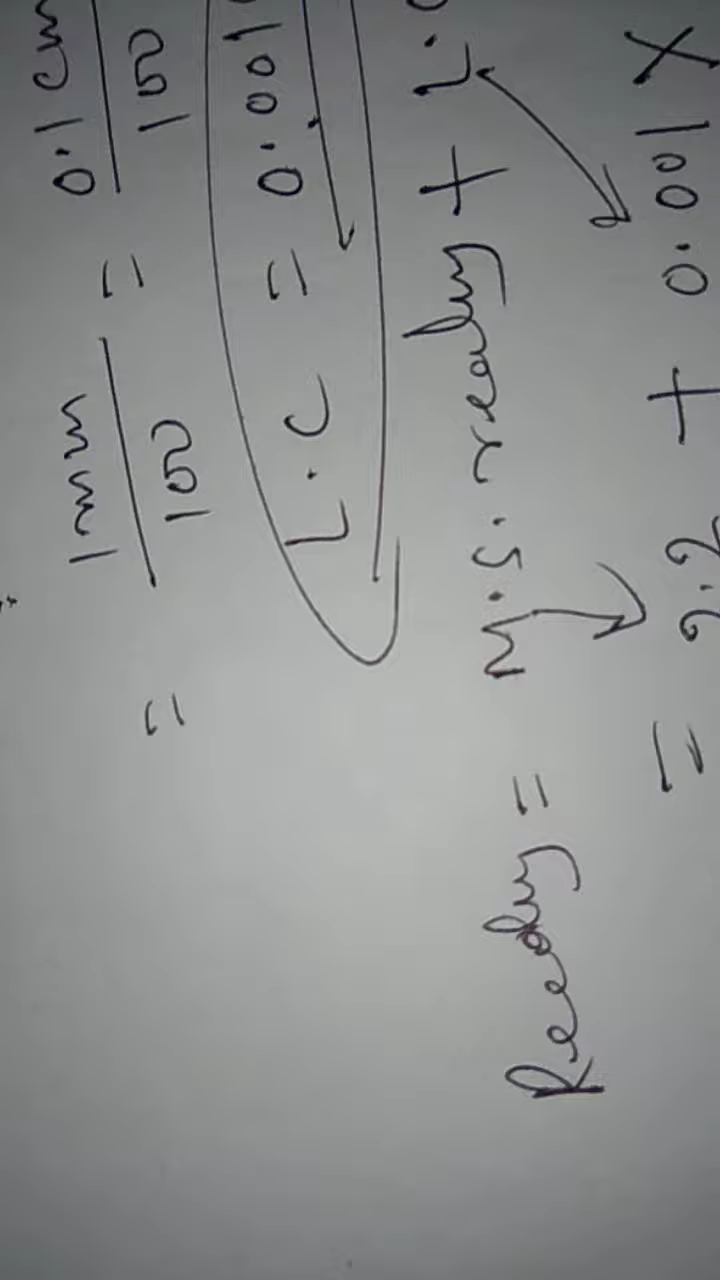 = 1mm/100 = 0.1 cm/100
L.C = 0.001
Reading = M.S. reading + L.C
= 2.2 + 0.001 X